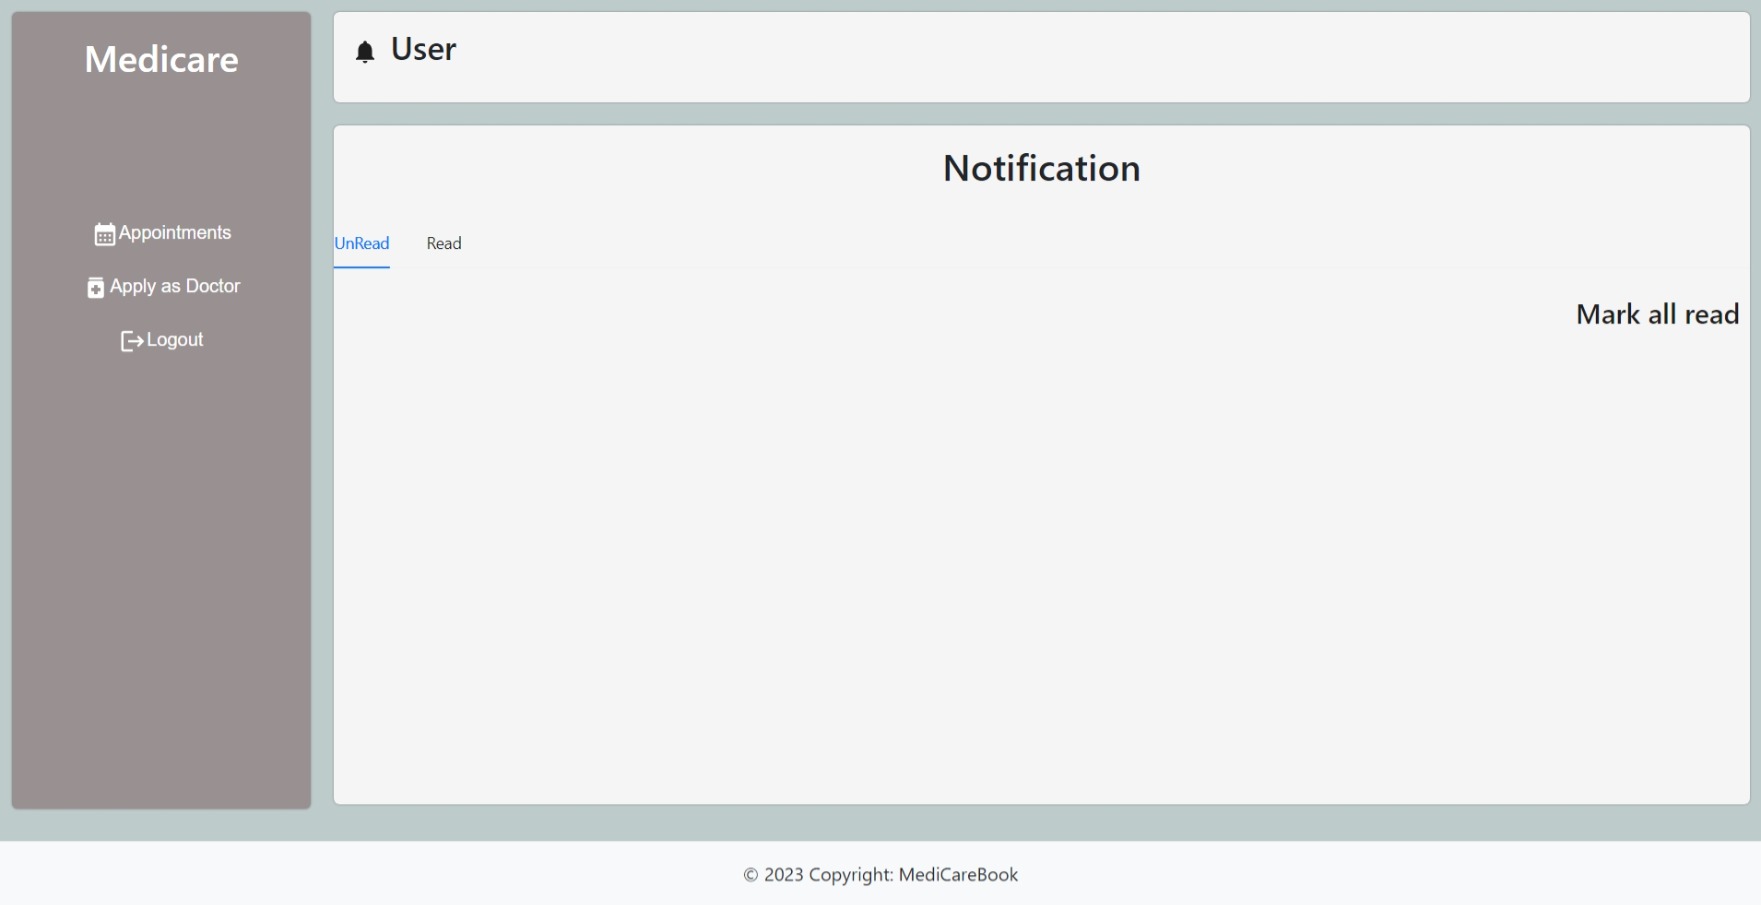 Medicare
Appointments
Apply as Doctor
Logout
User
Notification
UnRead Read
Mark all read
© 2023 Copyright: MediCareBook